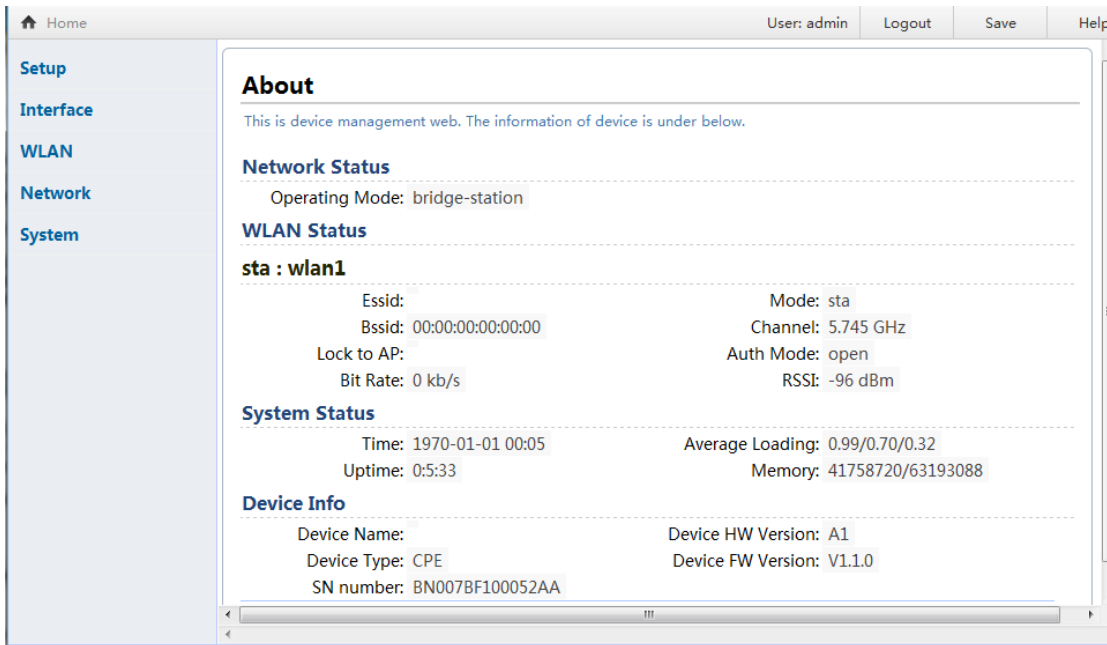 Home User: admin Logout Save Help
Setup
Interface
WLAN
Network
System
About
This is device management web. The information of device is under below.
Network Status
Operating Mode: bridge-station
WLAN Status
sta : wlan1
Essid: Mode: sta
Bssid: 00:00:00:00:00:00 Channel: 5.745 GHz
Lock to AP: Auth Mode: open
Bit Rate: 0 kb/s RSSI: -96 dBm
System Status
Time: 1970-01-01 00:05 Average Loading: 0.99/0.70/0.32
Uptime: 0:5:33 Memory: 41758720/63193088
Device Info
Device Name: Device HW Version: A1
Device Type: CPE Device FW Version: V1.1.0
SN number: BN007BF100052AA